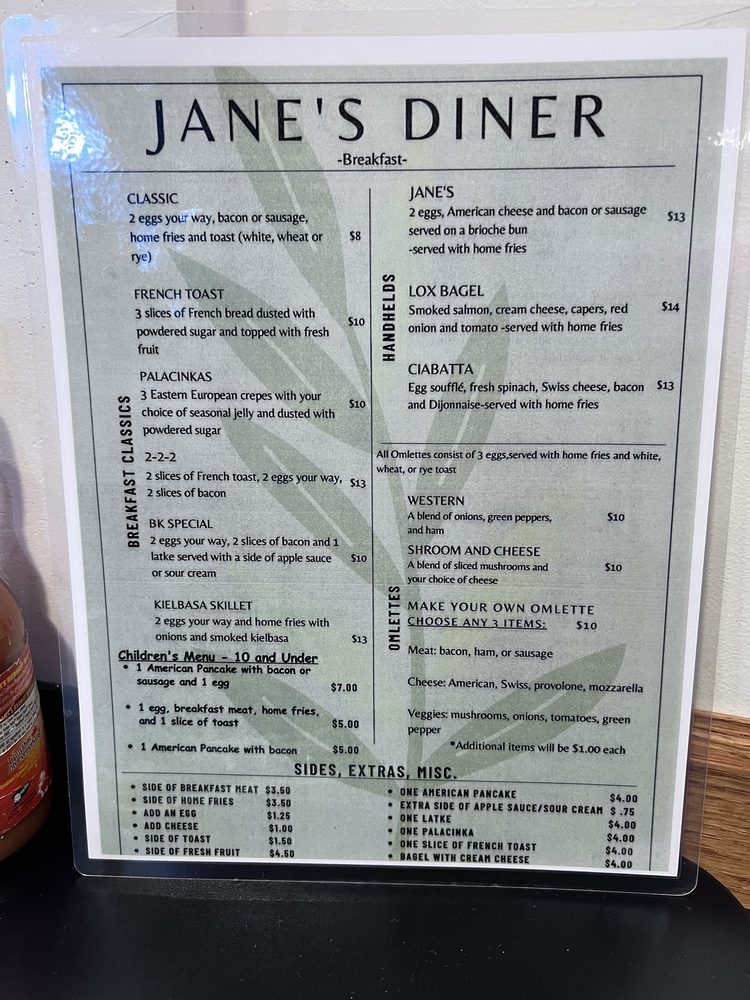 JANE'S DINER
-Breakfast-
BREAKFAST CLASSICS
CLASSIC
2 eggs your way, bacon or sausage,
home fries and toast (white, wheat or $8
rye)
FRENCH TOAST
3 slices of French bread dusted with
powdered sugar and topped with fresh $10
fruit
PALACINKAS
3 Eastern European crepes with your
choice of seasonal jelly and dusted with $10
powdered sugar
2-2-2
2 slices of French toast, 2 eggs your way, $13
2 slices of bacon
BK SPECIAL
2 eggs your way, 2 slices of bacon and 1
latke served with a side of apple sauce $10
or sour cream
KIELBASA SKILLET
2 eggs your way and home fries with
onions and smoked kielbasa $13
Children's Menu - 10 and Under
• 1 American Pancake with bacon or
sausage and 1 egg $7.00
• 1 egg, breakfast meat, home fries,
and 1 slice of toast $5.00
• 1 American Pancake with bacon $5.00
HANDHELDS
JANE'S
2 eggs, American cheese and bacon or sausage $13
served on a brioche bun
-served with home fries
LOX BAGEL
Smoked salmon, cream cheese, capers, red $14
onion and tomato -served with home fries
CIABATTA
Egg soufflé, fresh spinach, Swiss cheese, bacon $13
and Dijonnaise-served with home fries
OMLETTES
All Omlettes consist of 3 eggs,served with home fries and white,
wheat, or rye toast
WESTERN
A blend of onions, green peppers, $10
and ham
SHROOM AND CHEESE
A blend of sliced mushrooms and $10
your choice of cheese
MAKE YOUR OWN OMLETTE
CHOOSE ANY 3 ITEMS: $10
Meat: bacon, ham, or sausage
Cheese: American, Swiss, provolone, mozzarella
Veggies: mushrooms, onions, tomatoes, green
pepper
*Additional items will be $1.00 each
SIDES, EXTRAS, MISC.
• SIDE OF BREAKFAST MEAT $3.50
• SIDE OF HOME FRIES $3.50
• ADD AN EGG $1.25
• ADD CHEESE $1.00
• SIDE OF TOAST $1.50
• SIDE OF FRESH FRUIT $4.50
• ONE AMERICAN PANCAKE $4.00
• EXTRA SIDE OF APPLE SAUCE/SOUR CREAM $ .75
• ONE LATKE $4.00
• ONE PALACINKA $4.00
• ONE SLICE OF FRENCH TOAST $4.00
• BAGEL WITH CREAM CHEESE $4.00